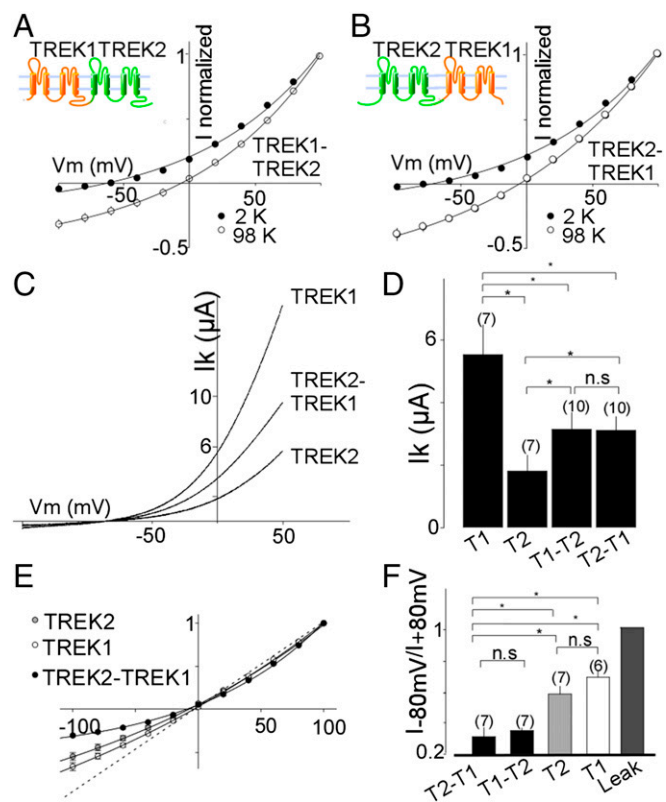 A
TREK1TREK2
1
I normalized
Vm (mV)
-50
50
-0.5
TREK1-
TREK2
2 K
98 K
B
TREK2 TREK1
1
I normalized
Vm (mV)
-50
50
-0.5
TREK2-
TREK1
2 K
98 K
C
Ik (µA)
10
6
Vm (mV)
-50
50
TREK1
TREK2-
TREK1
TREK2
D
Ik (µA)
6
0
*
*
*
*
*
n.s
(7)
(7)
(10)
(10)
T1
T2
T1-T2
T2-T1
E
TREK2
TREK1
TREK2-TREK1
1
-100
-50
50
100
F
I-80mV/I+80mV
1
0.2
*
*
*
*
n.s
n.s
(7)
(7)
(7)
(6)
T2-T1
T1-T2
T2
T1
Leak